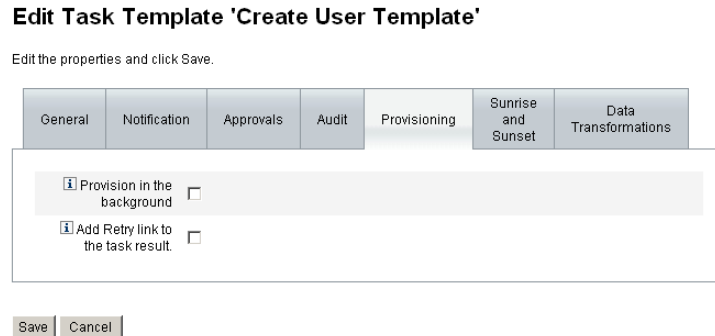 Edit Task Template 'Create User Template'
Edit the properties and click Save.
General
Notification
Approvals
Audit
Provisioning
Sunrise
and
Sunset
Data
Transformations
Provision in the
background
Add Retry link to
the task result.
Save
Cancel